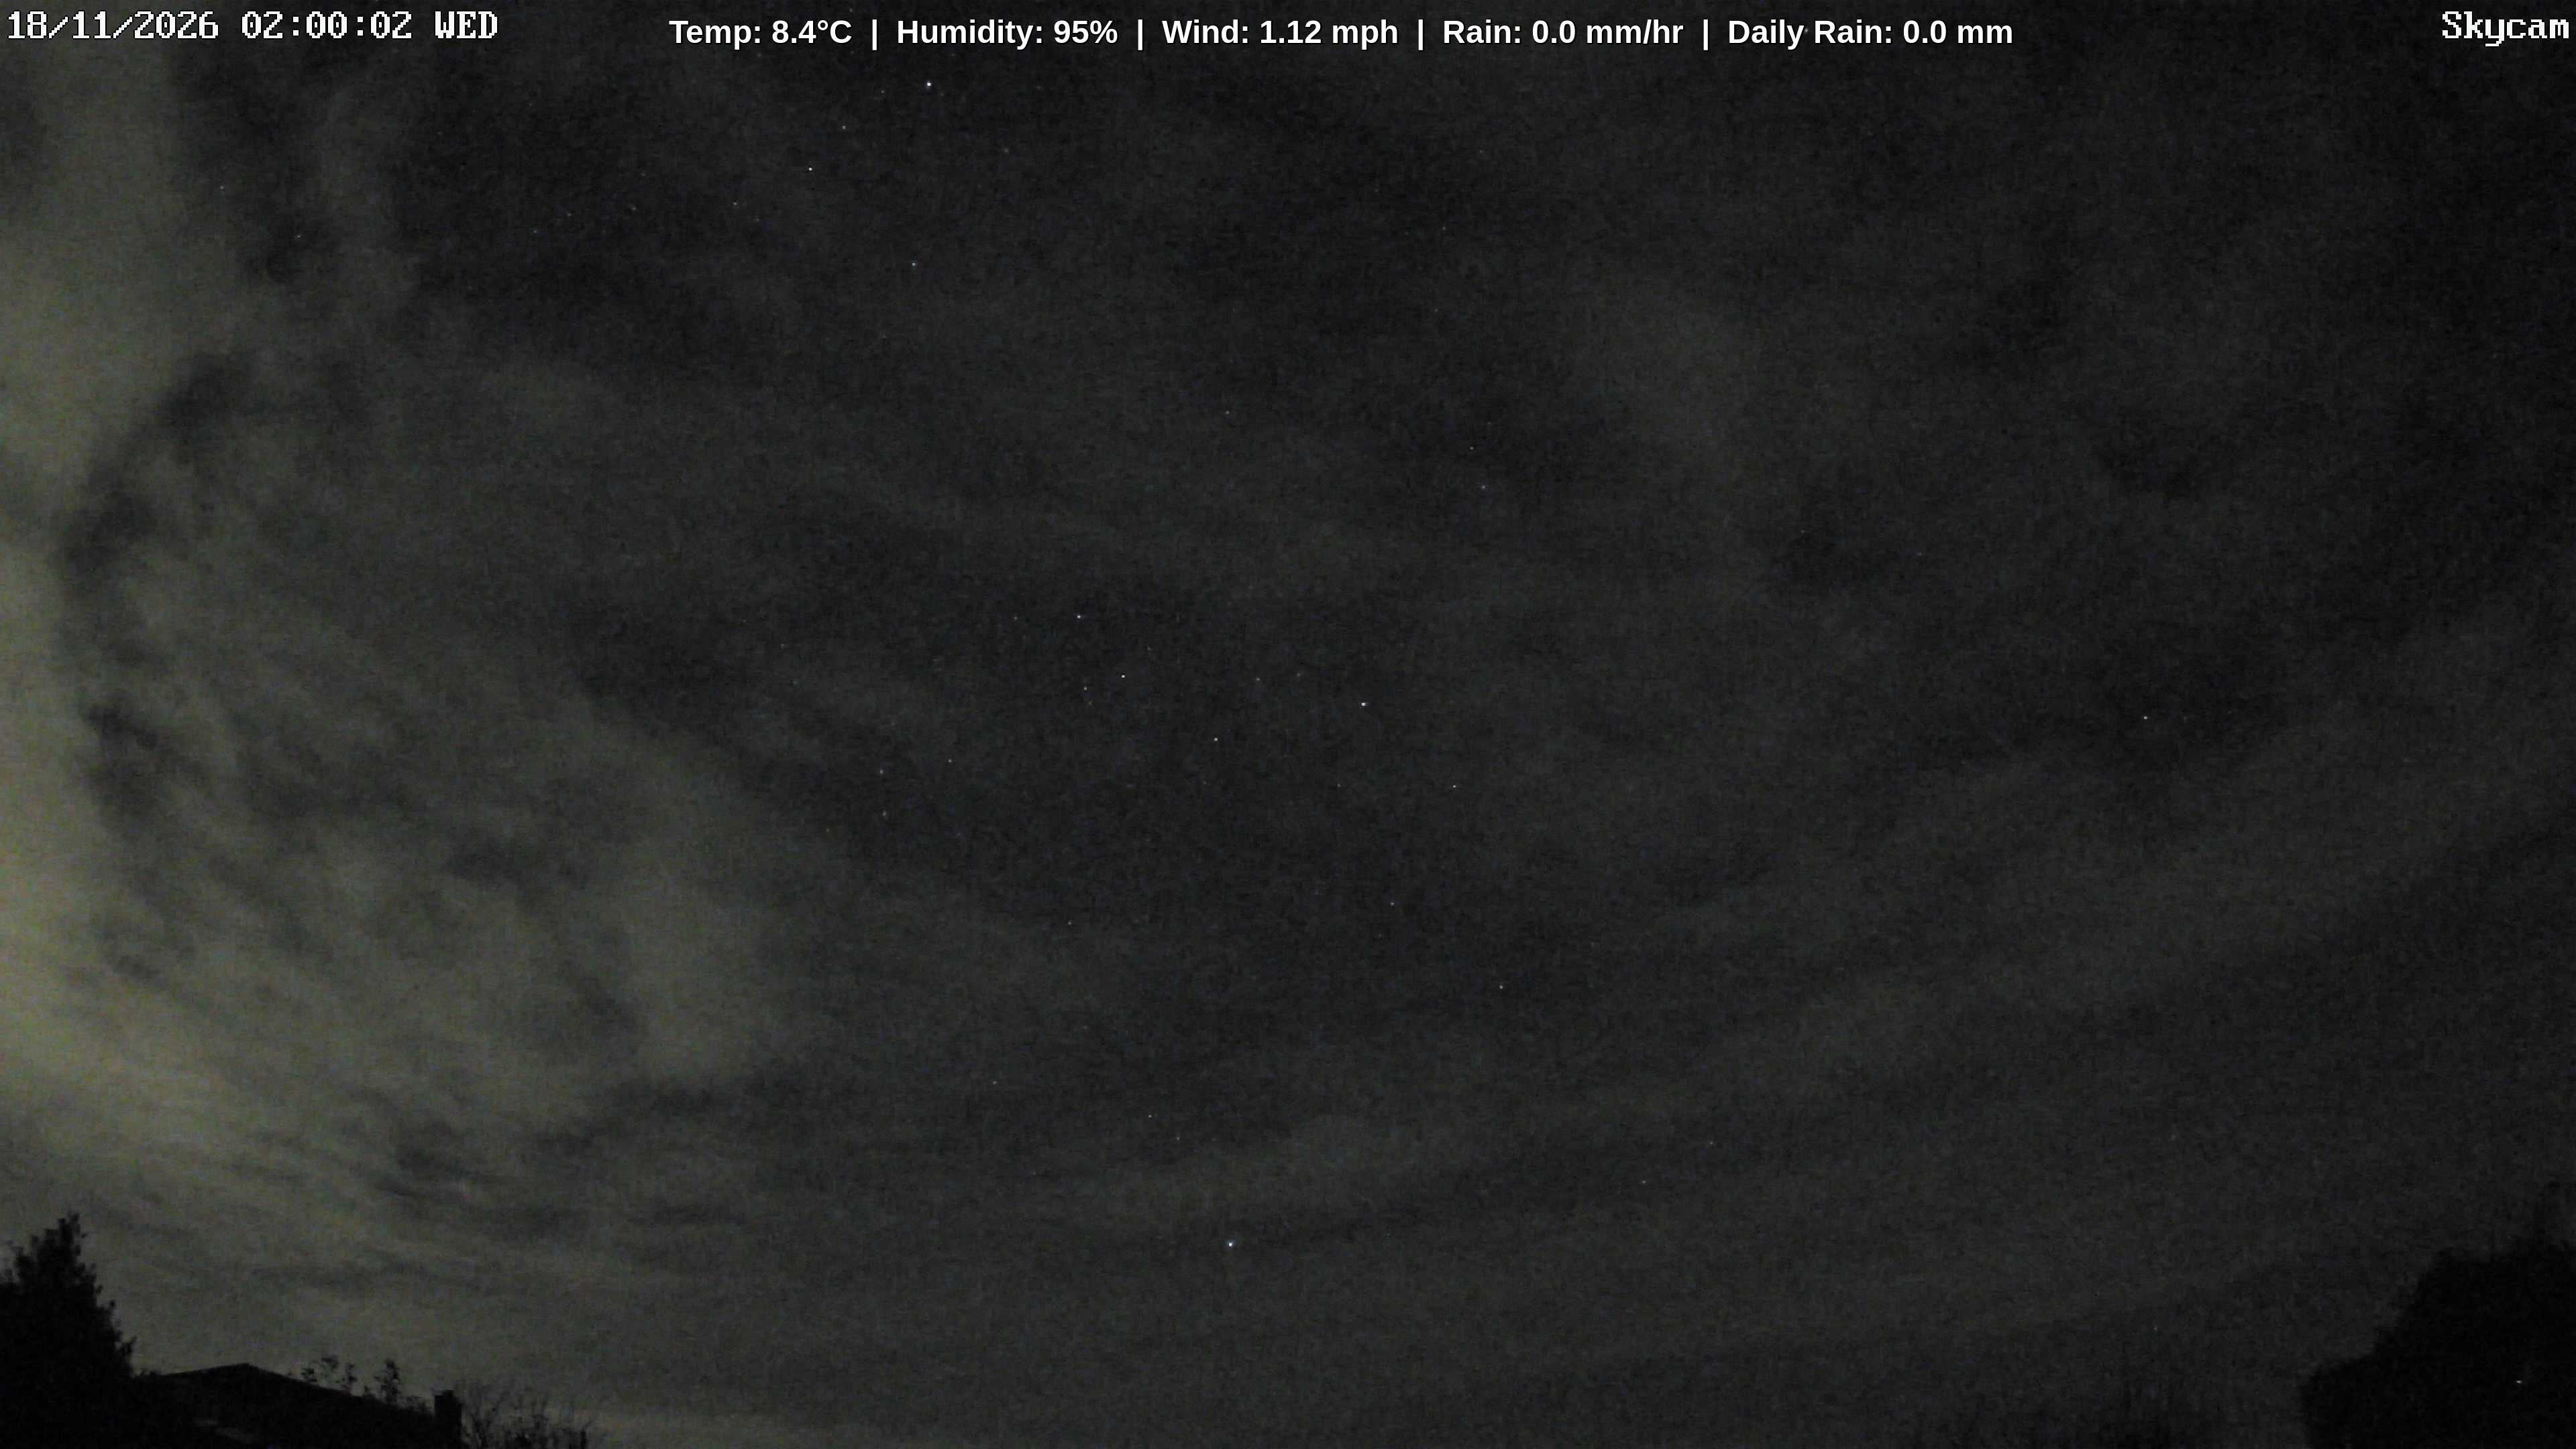 18/11/2026 02:00:02 WED
Temp: 8.4°C | Humidity: 95% | Wind: 1.12 mph | Rain: 0.0 mm/hr | Daily Rain: 0.0 mm
Skycam